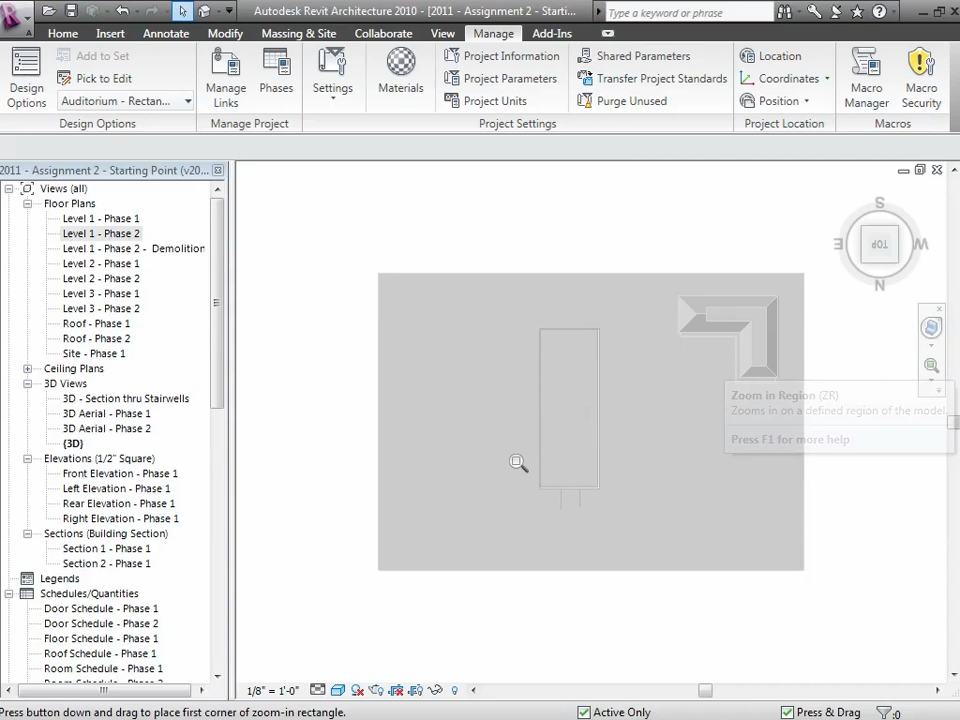 Autodesk Revit Architecture 2010 - [2011 - Assignment 2 - Starti...
Type a keyword or phrase
Home Insert Annotate Modify Massing & Site Collaborate View Manage Add-Ins
Add to Set
Pick to Edit
Auditorium - Rectan...
Design Options
Design Options
Manage Links
Phases
Manage Project
Settings
Materials
Project Information
Project Parameters
Project Units
Shared Parameters
Transfer Project Standards
Purge Unused
Project Settings
Location
Coordinates
Position
Project Location
Macro Manager
Macro Security
Macros
2011 - Assignment 2 - Starting Point (v20...
Views (all)
Floor Plans
Level 1 - Phase 1
Level 1 - Phase 2
Level 1 - Phase 2 - Demolition
Level 2 - Phase 1
Level 2 - Phase 2
Level 3 - Phase 1
Level 3 - Phase 2
Roof - Phase 1
Roof - Phase 2
Site - Phase 1
Ceiling Plans
3D Views
3D - Section thru Stairwells
3D Aerial - Phase 1
3D Aerial - Phase 2
{3D}
Elevations (1/2" Square)
Front Elevation - Phase 1
Left Elevation - Phase 1
Rear Elevation - Phase 1
Right Elevation - Phase 1
Sections (Building Section)
Section 1 - Phase 1
Section 2 - Phase 1
Legends
Schedules/Quantities
Door Schedule - Phase 1
Door Schedule - Phase 2
Floor Schedule - Phase 1
Roof Schedule - Phase 1
Room Schedule - Phase 1
S
E TOP W
N
Zoom in Region (ZR)
Zooms in on a defined region of the model.
Press F1 for more help
1/8" = 1'-0"
Press button down and drag to place first corner of zoom-in rectangle.
Active Only
Press & Drag
:0